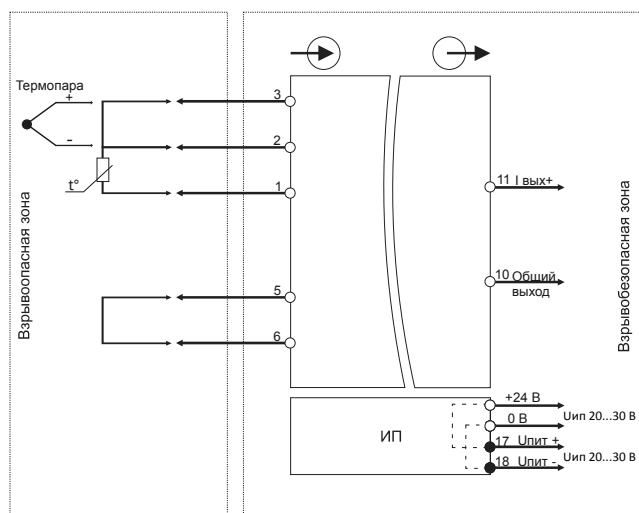 Термопара
+
-
t°
Взрывоопасная зона
3
2
1
5
6
11 I вых+
10 Общий
выход
Взрывобезопасная зона
ИП
+24 В
0 В
Uип 20...30 В
17 Uпит +
18 Uпит -
Uип 20...30 В